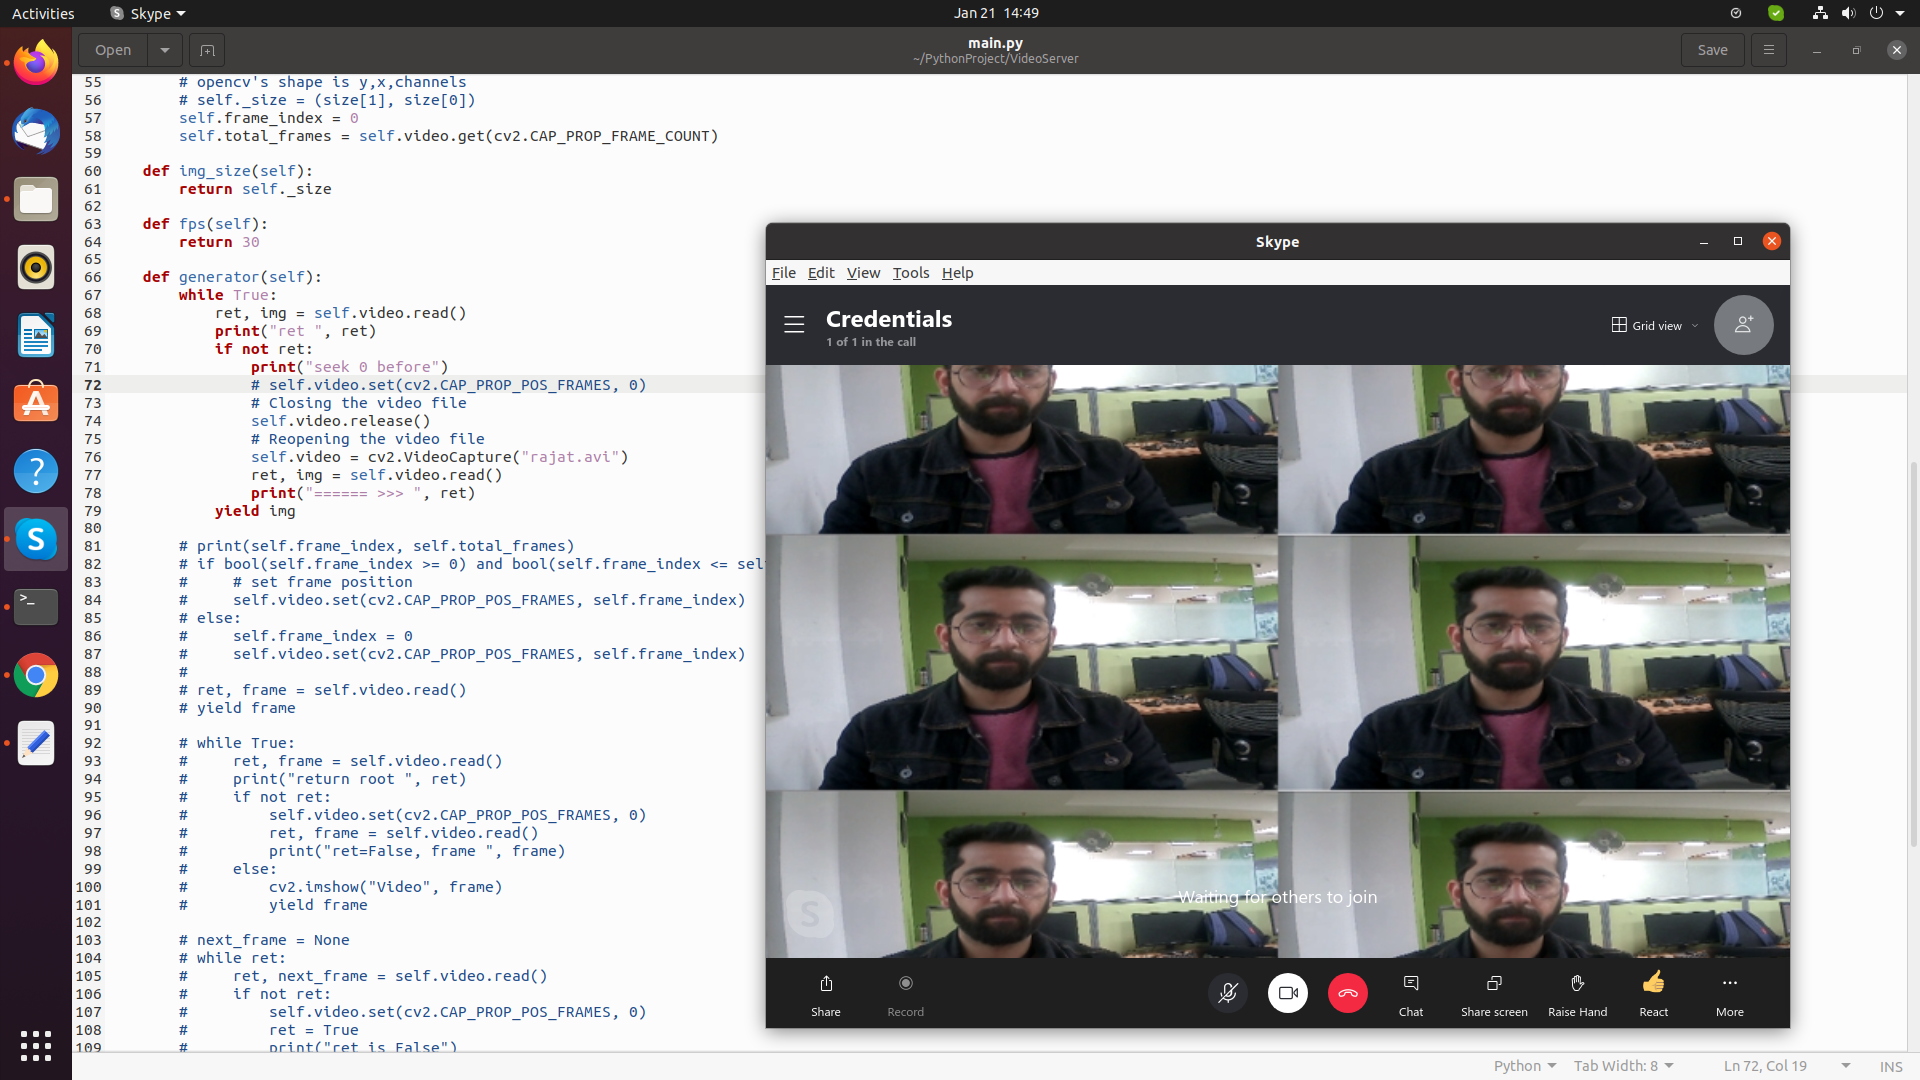 Activities
Skype
Jan 21 14:49
Open
main.py
~/PythonProject/VideoServer
Save
55 # opencv's shape is y,x,channels
56 # self._size = (size[1], size[0])
57 self.frame_index = 0
58 self.total_frames = self.video.get(cv2.CAP_PROP_FRAME_COUNT)
59
60 def img_size(self):
61 return self._size
62
63 def fps(self):
64 return 30
65
66 def generator(self):
67 while True:
68 ret, img = self.video.read()
69 print("ret ", ret)
70 if not ret:
71 print("seek 0 before")
72 # self.video.set(cv2.CAP_PROP_POS_FRAMES, 0)
73 # Closing the video file
74 self.video.release()
75 # Reopening the video file
76 self.video = cv2.VideoCapture("rajat.avi")
77 ret, img = self.video.read()
78 print("====== >>> ", ret)
79 yield img
80
81 # print(self.frame_index, self.total_frames)
82 # if bool(self.frame_index >= 0) and bool(self.frame_index <= sel
83 # # set frame position
84 # self.video.set(cv2.CAP_PROP_POS_FRAMES, self.frame_index)
85 # else:
86 # self.frame_index = 0
87 # self.video.set(cv2.CAP_PROP_POS_FRAMES, self.frame_index)
88 #
89 # ret, frame = self.video.read()
90 # yield frame
91
92 # while True:
93 # ret, frame = self.video.read()
94 # print("return root ", ret)
95 # if not ret:
96 # self.video.set(cv2.CAP_PROP_POS_FRAMES, 0)
97 # ret, frame = self.video.read()
98 # print("ret=False, frame ", frame)
99 # else:
100 # cv2.imshow("Video", frame)
101 # yield frame
102
103 # next_frame = None
104 # while ret:
105 # ret, next_frame = self.video.read()
106 # if not ret:
107 # self.video.set(cv2.CAP_PROP_POS_FRAMES, 0)
108 # ret = True
109 # print("ret is False")
Skype
File Edit View Tools Help
Credentials
1 of 1 in the call
Grid view
Waiting for others to join
Share
Record
Chat
Share screen
Raise Hand
React
More
Python
Tab Width: 8
Ln 72, Col 19
INS